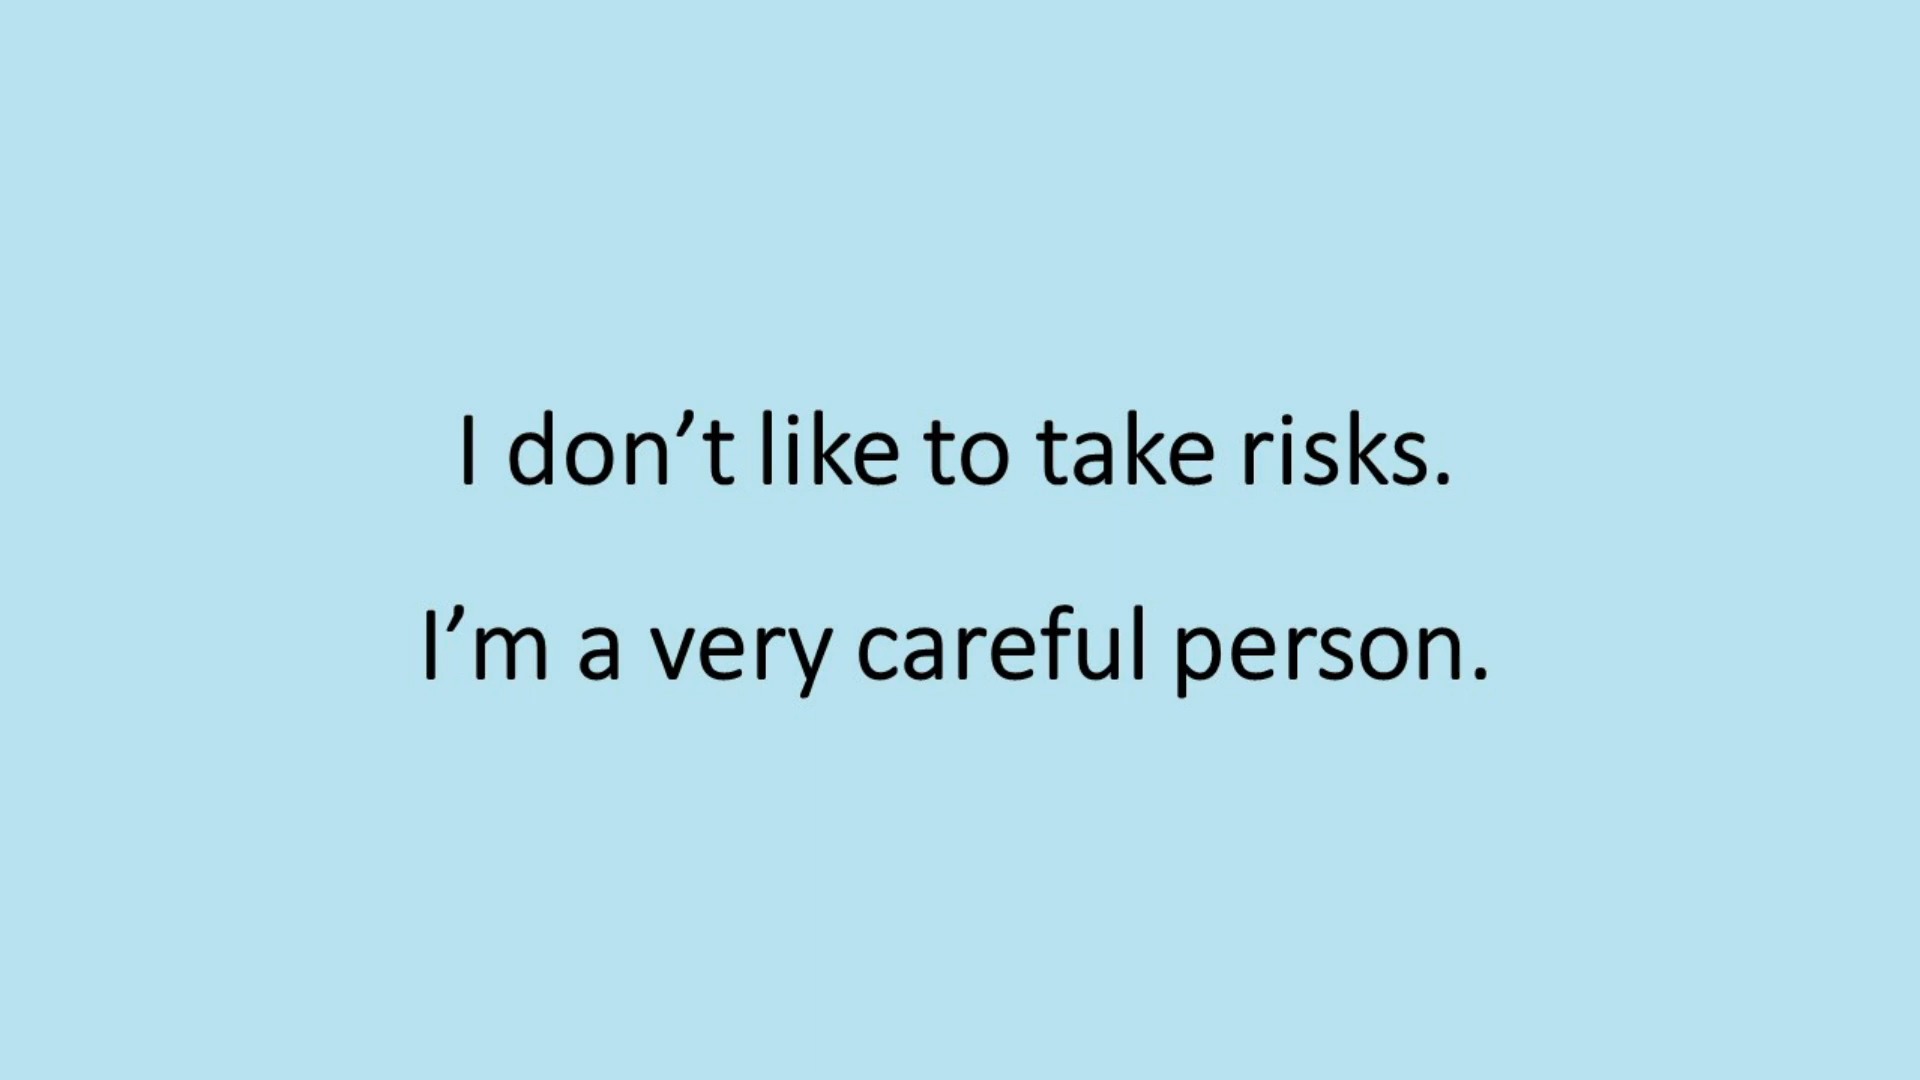 I don’t like to take risks.
I’m a very careful person.